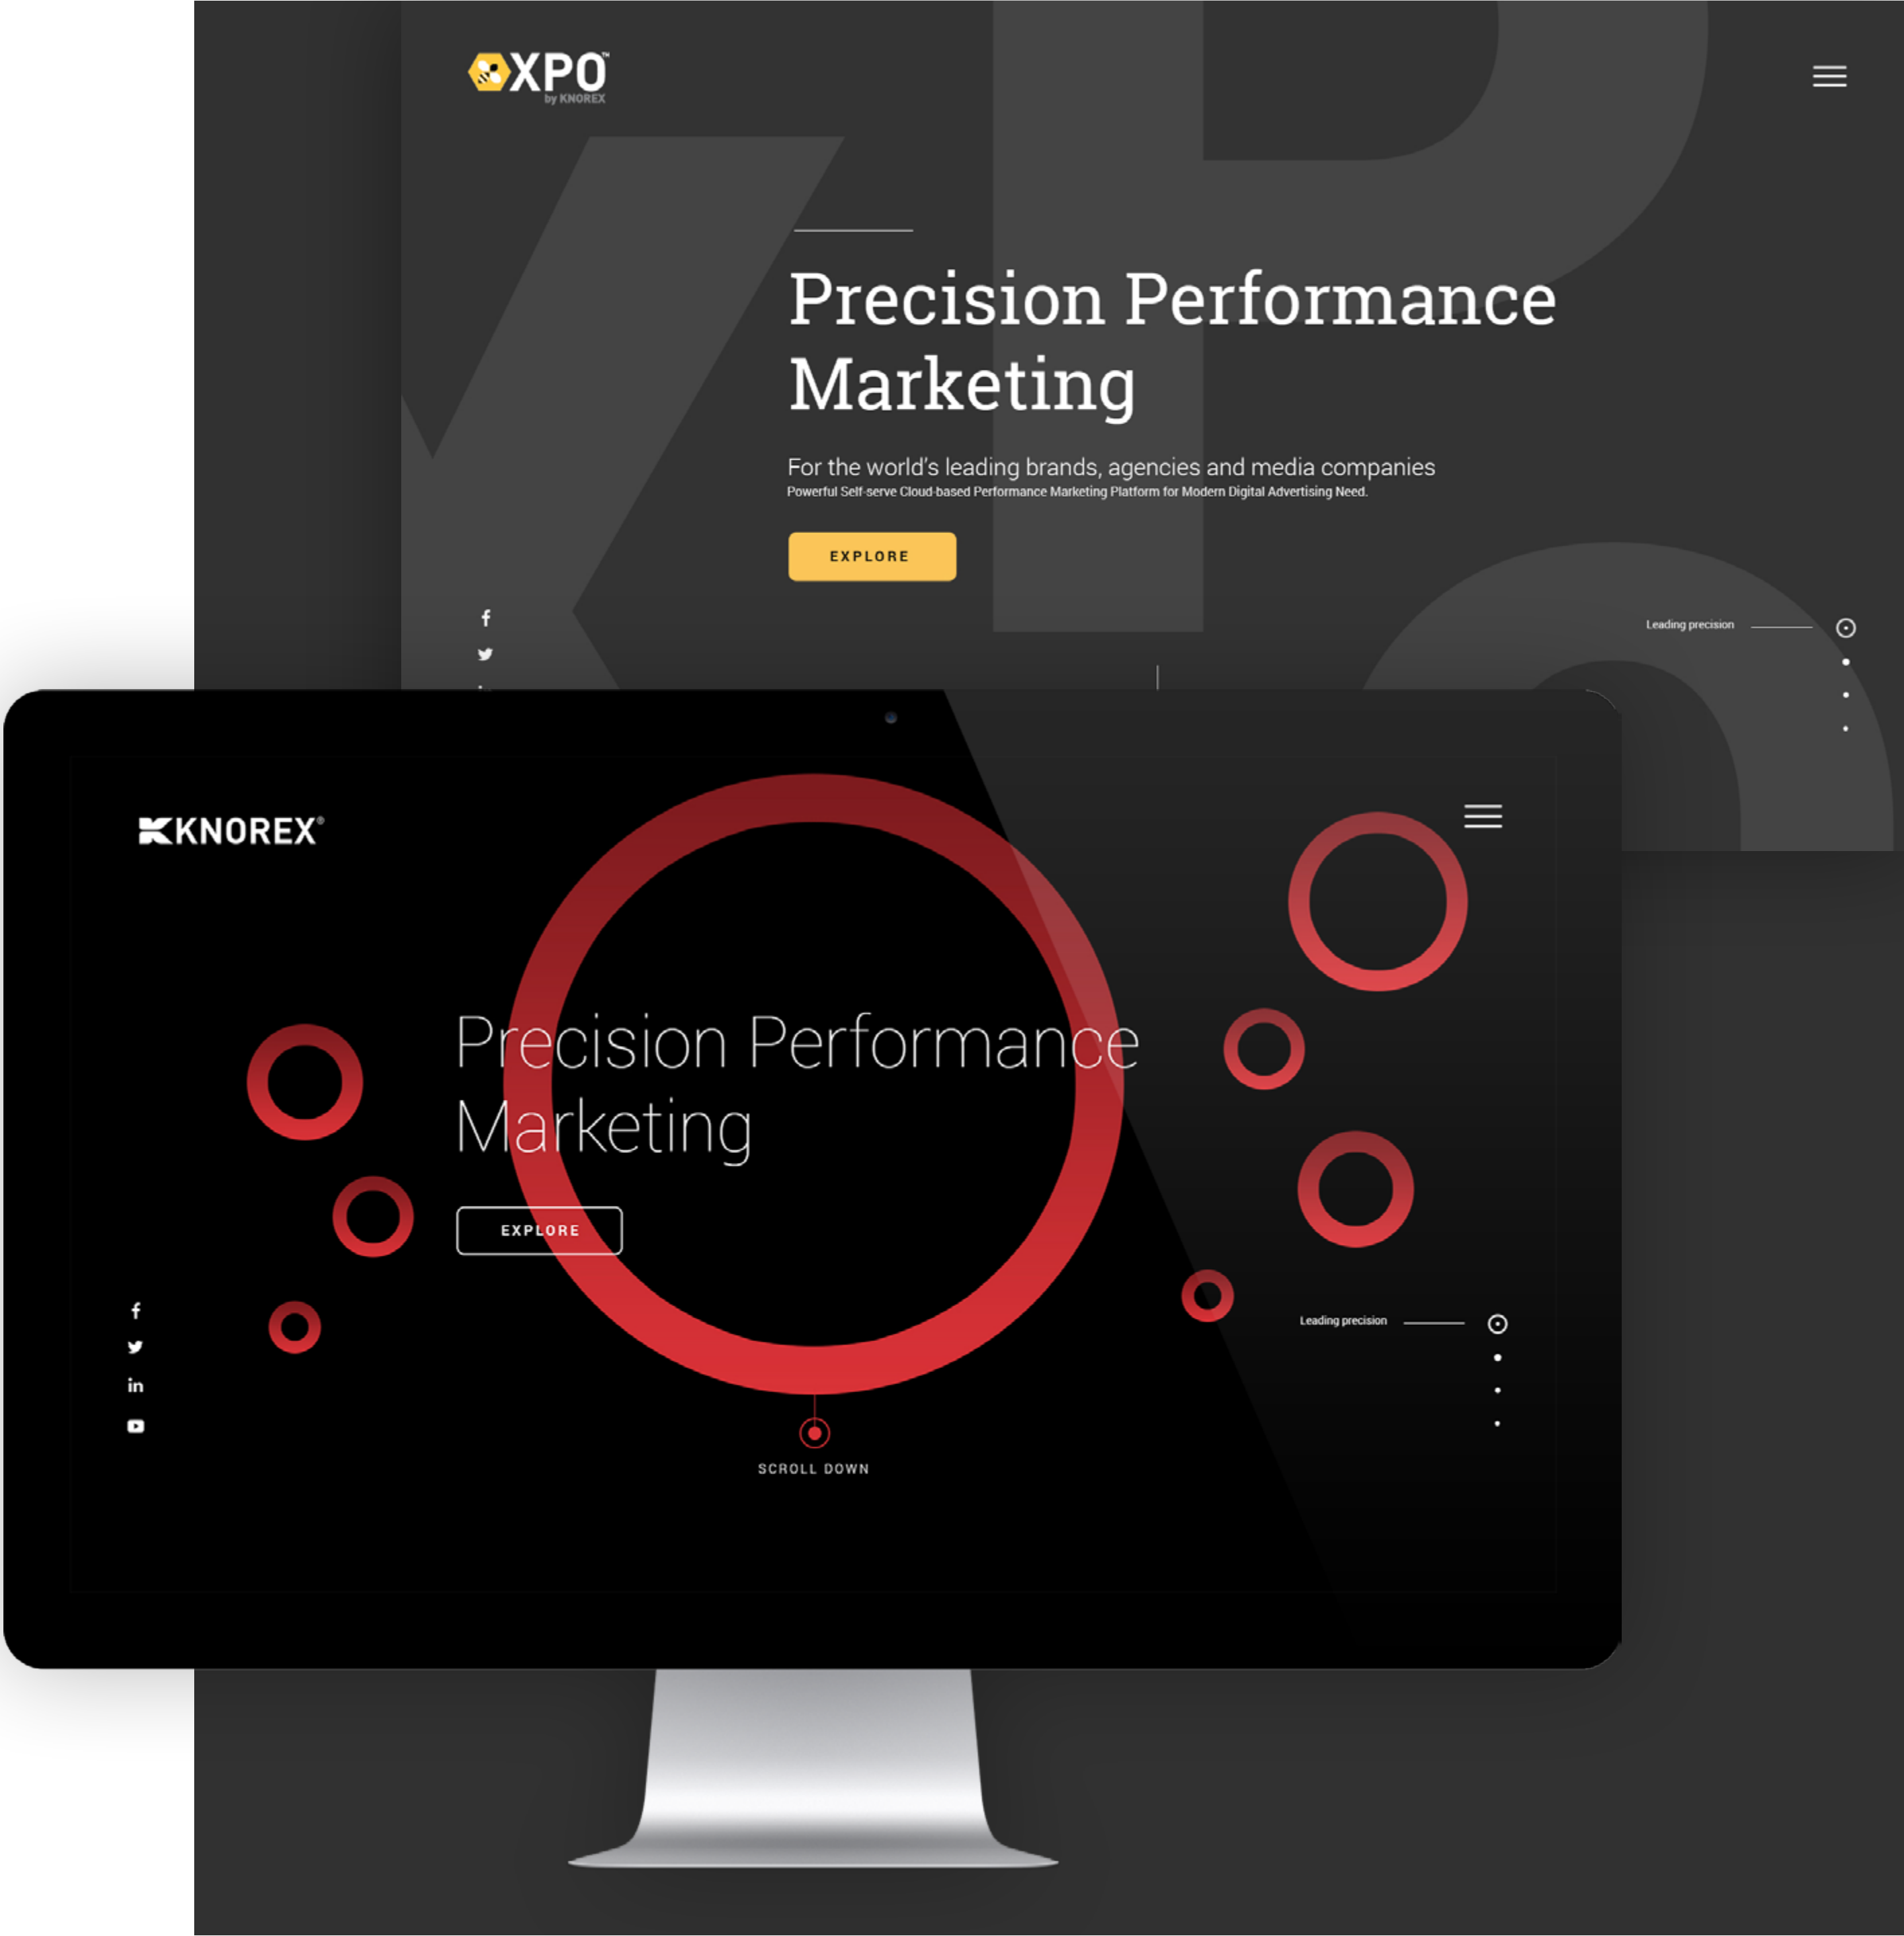 XPO™
by KNOREX
Precision Performance
Marketing
For the world's leading brands, agencies and media companies
Powerful Self-serve Cloud-based Performance Marketing Platform for Modern Digital Advertising Need.
EXPLORE
Leading precision
KNOREX®
Precision Performance
Marketing
EXPLORE
Leading precision
SCROLL DOWN